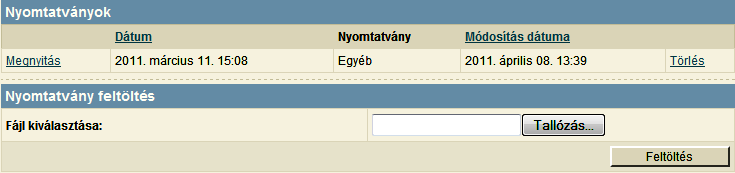 Nyomtatványok
Dátum Nyomtatvány Módosítás dátuma
Megnyitás 2011. március 11. 15:08 Egyéb 2011. április 08. 13:39 Törlés
Nyomtatvány feltöltés
Fájl kiválasztása: Tallózás...
Feltöltés